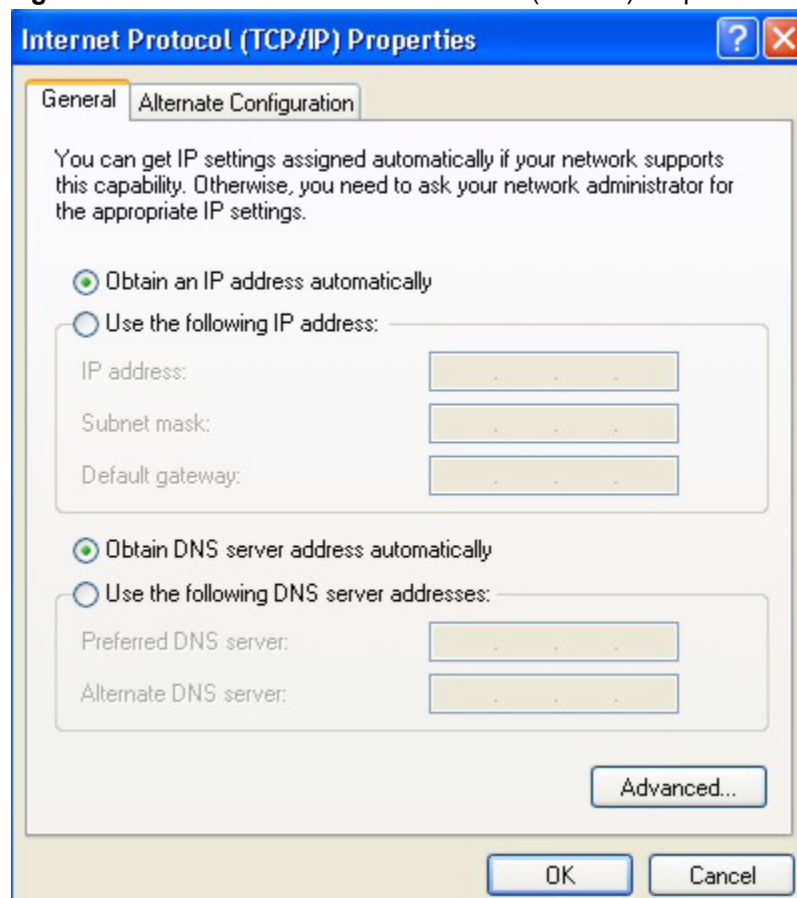 Internet Protocol (TCP/IP) Properties
General
Alternate Configuration
You can get IP settings assigned automatically if your network supports
this capability. Otherwise, you need to ask your network administrator for
the appropriate IP settings.
Obtain an IP address automatically
Use the following IP address:
IP address:
Subnet mask:
Default gateway:
Obtain DNS server address automatically
Use the following DNS server addresses:
Preferred DNS server:
Alternate DNS server:
Advanced...
OK
Cancel